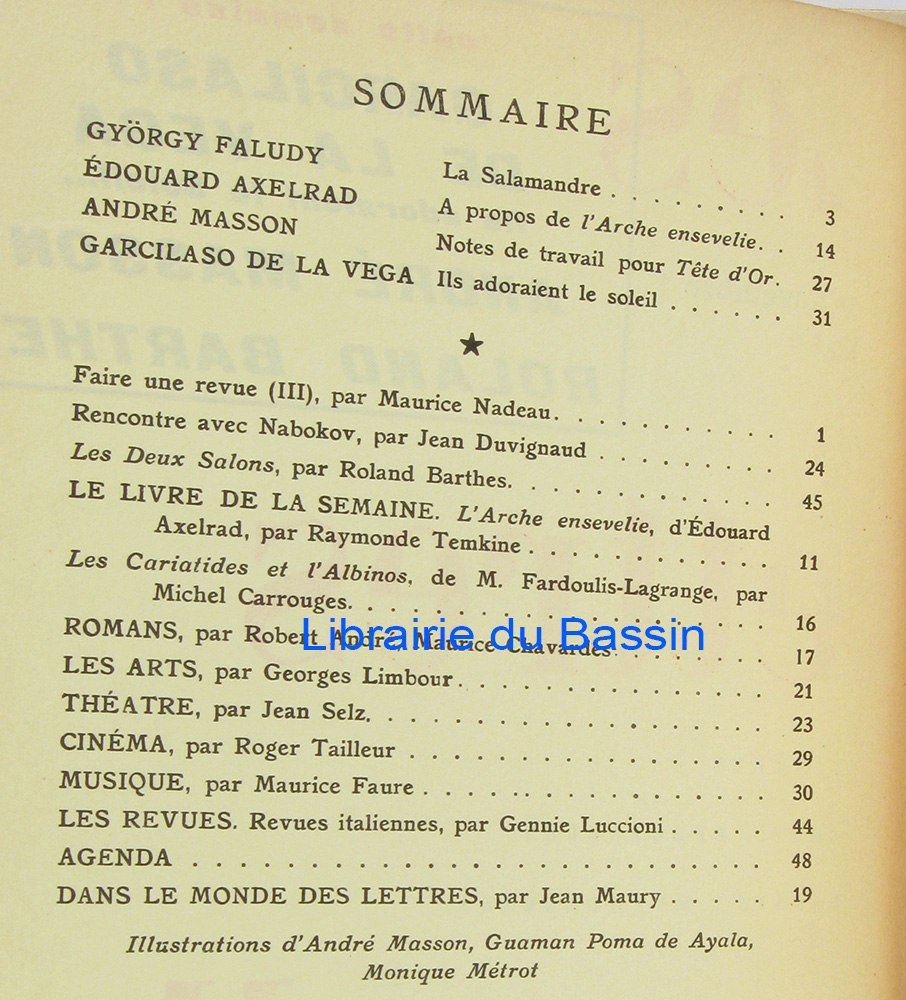 SOMMAIRE
GYÖRGY FALUDY La Salamandre . . . . . . . . . 3
ÉDOUARD AXELRAD A propos de l'Arche ensevelie. . 14
ANDRÉ MASSON Notes de travail pour Tête d'Or. 27
GARCILASO DE LA VEGA Ils adoraient le soleil . . . . . . 31
★
Faire une revue (III), par Maurice Nadeau. . . . . . . . . . 1
Rencontre avec Nabokov, par Jean Duvignaud . . . . . . . . . 24
Les Deux Salons, par Roland Barthes. . . . . . . . . . . . 45
LE LIVRE DE LA SEMAINE. L'Arche ensevelie, d'Édouard
Axelrad, par Raymonde Temkine . . . . . . . . . . . 11
Les Cariatides et l'Albinos, de M. Fardoulis-Lagrange, par
Michel Carrouges. . . . . . . . . . . . . . . . . . 16
ROMANS, par Robert André, Maurice Chavardès. . . . . . . 17
Librairie du Bassin
LES ARTS, par Georges Limbour. . . . . . . . . . . . . . 21
THÉATRE, par Jean Selz. . . . . . . . . . . . . . . . . . 23
CINÉMA, par Roger Tailleur . . . . . . . . . . . . . . . . 29
MUSIQUE, par Maurice Faure . . . . . . . . . . . . . . . 30
LES REVUES. Revues italiennes, par Gennie Luccioni . . . . . 44
AGENDA . . . . . . . . . . . . . . . . . . . . . . . . . 48
DANS LE MONDE DES LETTRES, par Jean Maury . . . . . 19
Illustrations d'André Masson, Guaman Poma de Ayala,
Monique Métrot